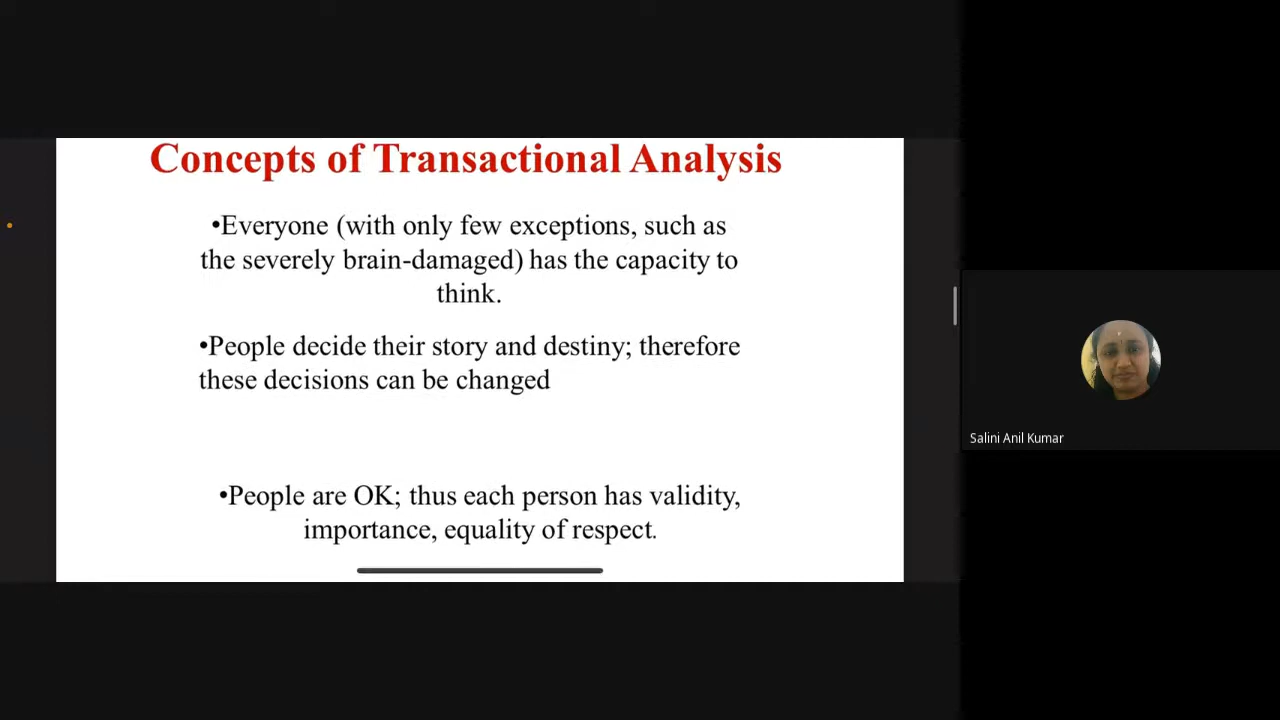 Concepts of Transactional Analysis
•Everyone (with only few exceptions, such as
the severely brain-damaged) has the capacity to
think.
•People decide their story and destiny; therefore
these decisions can be changed
•People are OK; thus each person has validity,
importance, equality of respect.
Salini Anil Kumar